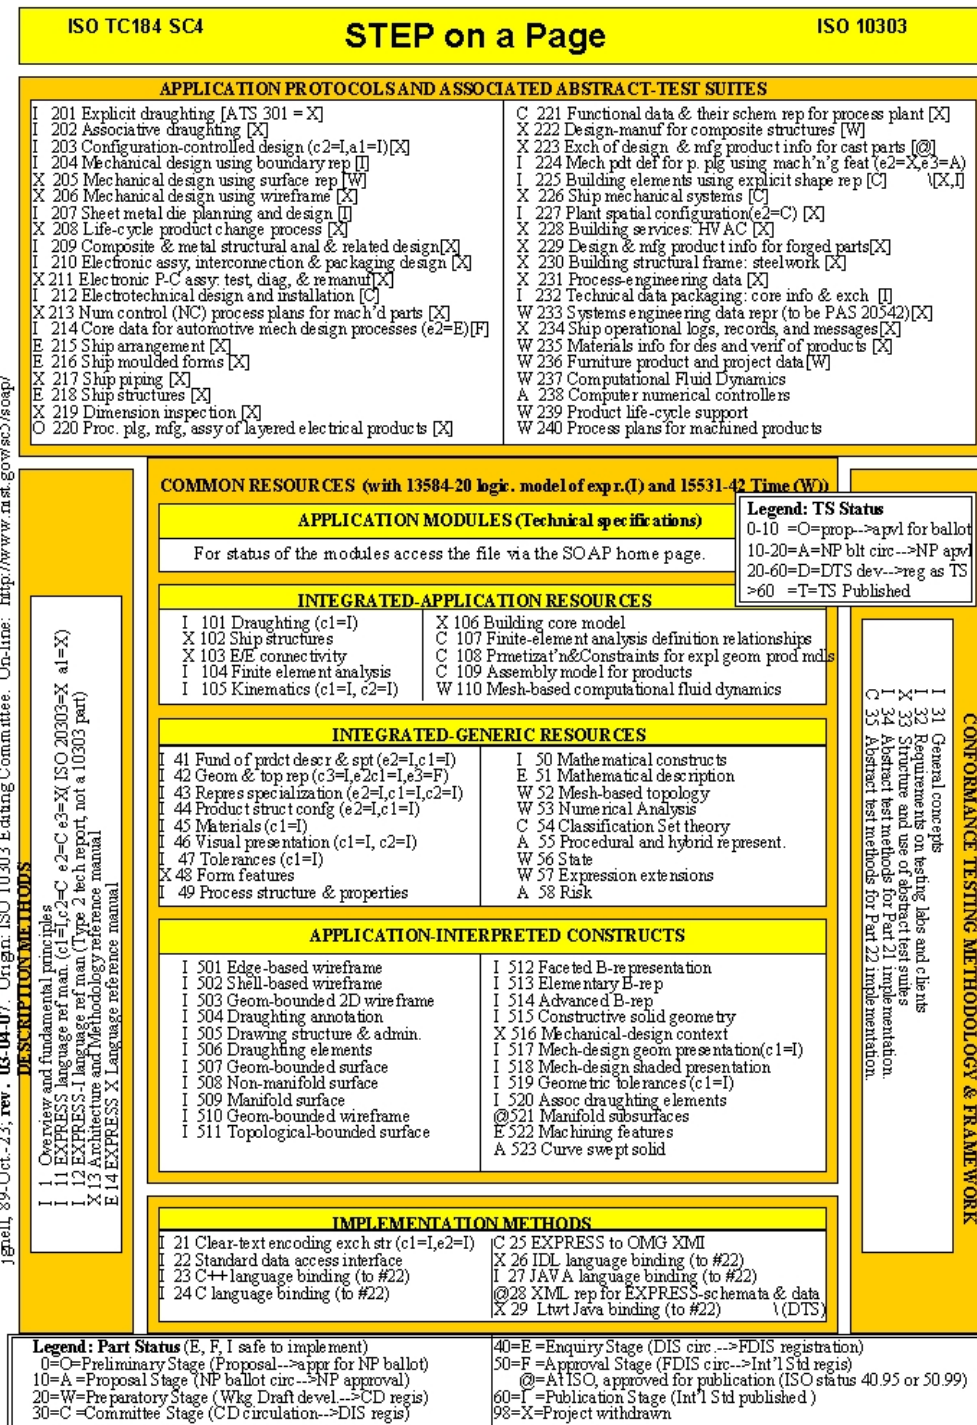 ISO TC184 SC4
STEP on a Page
ISO 10303
APPLICATION PROTOCOLS AND ASSOCIATED ABSTRACT-TEST SUITES
I 201 Explicit draughting [ATS 301 = X]
I 202 Associative draughting [X]
I 203 Configuration-controlled design (c2=I,a1=I)[X]
I 204 Mechanical design using boundary rep [I]
X 205 Mechanical design using surface rep [W]
X 206 Mechanical design using wireframe [X]
I 207 Sheet metal die planning and design [I]
X 208 Life-cycle product change process [X]
I 209 Composite & metal structural anal & related design[X]
I 210 Electronic assy, interconnection & packaging design [X]
X 211 Electronic P-C assy: test, diag, & remanuf[X]
I 212 Electrotechnical design and installation [C]
X 213 Num control (NC) process plans for mach'd parts [X]
I 214 Core data for automotive mech design processes (e2=E)[F]
E 215 Ship arrangement [X]
E 216 Ship moulded forms [X]
X 217 Ship piping [X]
E 218 Ship structures [X]
X 219 Dimension inspection [X]
O 220 Proc. plg, mfg, assy of layered electrical products [X]
C 221 Functional data & their schem rep for process plant [X]
X 222 Design-manuf for composite structures [W]
X 223 Exch of design & mfg product info for cast parts [@]
I 224 Mech pdt def for p. plg using mach'n'g feat (e2=X,e3=A)
I 225 Building elements using explicit shape rep [C] \[X,I]
X 226 Ship mechanical systems [C]
I 227 Plant spatial configuration(e2=C) [X]
X 228 Building services: HVAC [X]
X 229 Design & mfg product info for forged parts[X]
X 230 Building structural frame: steelwork [X]
X 231 Process-engineering data [X]
I 232 Technical data packaging: core info & exch [I]
W 233 Systems engineering data repr (to be PAS 20542)[X]
X 234 Ship operational logs, records, and messages[X]
W 235 Materials info for des and verif of products [X]
W 236 Furniture product and project data[W]
W 237 Computational Fluid Dynamics
A 238 Computer numerical controllers
W 239 Product life-cycle support
W 240 Process plans for machined products
89-Oct.-23; rev. 03-04-07. Origin: ISO 10303 Editing Committee. On-line:
DESCRIPTION METHODS
I 1 Overview and fundamental principles
I 11 EXPRESS language ref man. (c1=I,c2=C e2=C e3=X( ISO 20303=X a1=X)
I 12 EXPRESS-I language ref man (Type 2 tech report, not a 10303 part)
X 13 Architecture and Methodology reference manual
E 14 EXPRESS X Language reference manual
COMMON RESOURCES (with 13584-20 logic. model of expr.(I) and 15531-42 Time (W))
APPLICATION MODULES (Technical specifications)
For status of the modules access the file via the SOAP home page.
Legend: TS Status
0-10 =O=prop-->apvl for ballot
10-20=A=NP blt circ-->NP apvl
20-60=D=DTS dev-->reg as TS
>60 =T=TS Published
INTEGRATED-APPLICATION RESOURCES
I 101 Draughting (c1=I)
X 102 Ship structures
X 103 E/E connectivity
I 104 Finite element analysis
I 105 Kinematics (c1=I, c2=I)
X 106 Building core model
C 107 Finite-element analysis definition relationships
C 108 Prmetizat'n&Constraints for expl geom prod mdls
C 109 Assembly model for products
W 110 Mesh-based computational fluid dynamics
INTEGRATED-GENERIC RESOURCES
I 41 Fund of prdct descr & spt (e2=I,c1=I)
I 42 Geom & top rep (c3=I,e2c1=I,e3=F)
I 43 Repres specialization (e2=I,c1=I,c2=I)
I 44 Product struct confg (e2=I,c1=I)
I 45 Materials (c1=I)
I 46 Visual presentation (c1=I, c2=I)
I 47 Tolerances (c1=I)
X 48 Form features
I 49 Process structure & properties
I 50 Mathematical constructs
E 51 Mathematical description
W 52 Mesh-based topology
W 53 Numerical Analysis
C 54 Classification Set theory
A 55 Procedural and hybrid represent.
W 56 State
W 57 Expression extensions
A 58 Risk
APPLICATION-INTERPRETED CONSTRUCTS
I 501 Edge-based wireframe
I 502 Shell-based wireframe
I 503 Geom-bounded 2D wireframe
I 504 Draughting annotation
I 505 Drawing structure & admin.
I 506 Draughting elements
I 507 Geom-bounded surface
I 508 Non-manifold surface
I 509 Manifold surface
I 510 Geom-bounded wireframe
I 511 Topological-bounded surface
I 512 Faceted B-representation
I 513 Elementary B-rep
I 514 Advanced B-rep
I 515 Constructive solid geometry
X 516 Mechanical-design context
I 517 Mech-design geom presentation(c1=I)
I 518 Mech-design shaded presentation
I 519 Geometric tolerances (c1=I)
I 520 Assoc draughting elements
@521 Manifold subsurfaces
E 522 Machining features
A 523 Curve swept solid
CONFORMANCE TESTING METHODOLOGY & FRAMEWORK
I 31 General concepts
I 32 Requirements on testing labs and clients
X 33 Structure and use of abstract test suites
I 34 Abstract test methods for Part 21 implementation.
C 35 Abstract test methods for Part 22 implementation.
IMPLEMENTATION METHODS
I 21 Clear-text encoding exch str (c1=I,e2=I)
I 22 Standard data access interface
I 23 C++ language binding (to #22)
I 24 C language binding (to #22)
C 25 EXPRESS to OMG XMI
X 26 IDL language binding (to #22)
I 27 JAVA language binding (to #22)
@28 XML rep for EXPRESS-schemata & data
X 29 Ltwt Java binding (to #22) \(DTS)
Legend: Part Status (E, F, I safe to implement)
0=O=Preliminary Stage (Proposal-->appr for NP ballot)
10=A =Proposal Stage (NP ballot circ-->NP approval)
20=W=Preparatory Stage (Wkg Draft devel.-->CD regis)
30=C =Committee Stage (CD circulation-->DIS regis)
40=E =Enquiry Stage (DIS circ.-->FDIS registration)
50=F =Approval Stage (FDIS circ-->Int'l Std regis)
@=At ISO, approved for publication (ISO status 40.95 or 50.99)
60=I =Publication Stage (Int'l Std published )
98=X=Project withdrawn